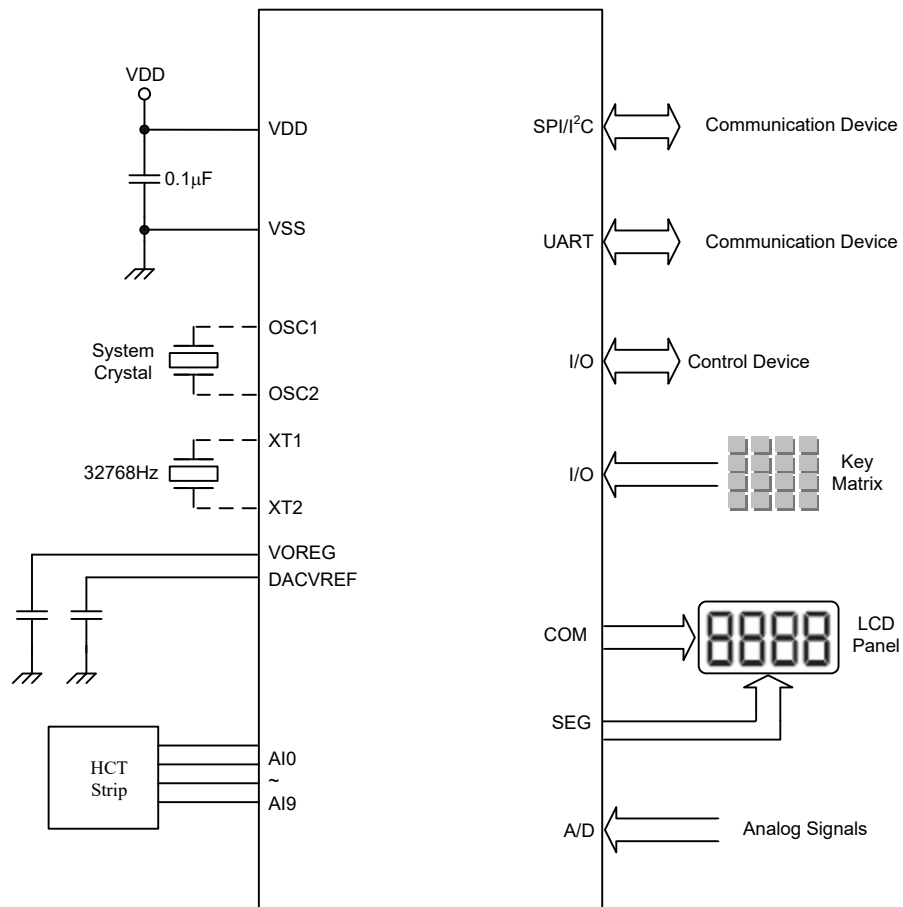 VDD
VDD
0.1μF
VSS
OSC1
System
Crystal
OSC2
XT1
32768Hz
XT2
VOREG
DACVREF
HCT
Strip
AI0
~
AI9
SPI/I²C
Communication Device
UART
Communication Device
I/O
Control Device
I/O
Key
Matrix
COM
8888
LCD
Panel
SEG
A/D
Analog Signals